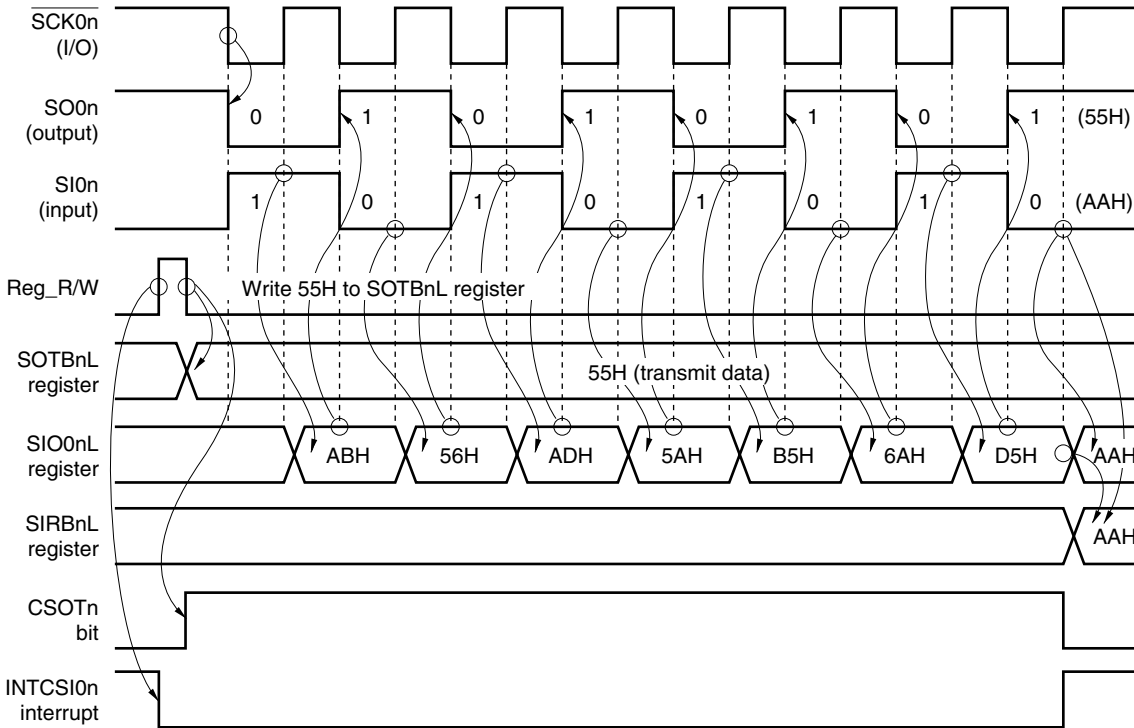 SCK0n
(I/O)
SO0n
(output)
0 1 0 1 0 1 0 1 (55H)
SI0n
(input)
1 0 1 0 1 0 1 0 (AAH)
Reg_R/W
Write 55H to SOTBnL register
SOTBnL
register
55H (transmit data)
SIO0nL
register
ABH 56H ADH 5AH B5H 6AH D5H AAH
SIRBnL
register
AAH
CSOTn
bit
INTCSI0n
interrupt